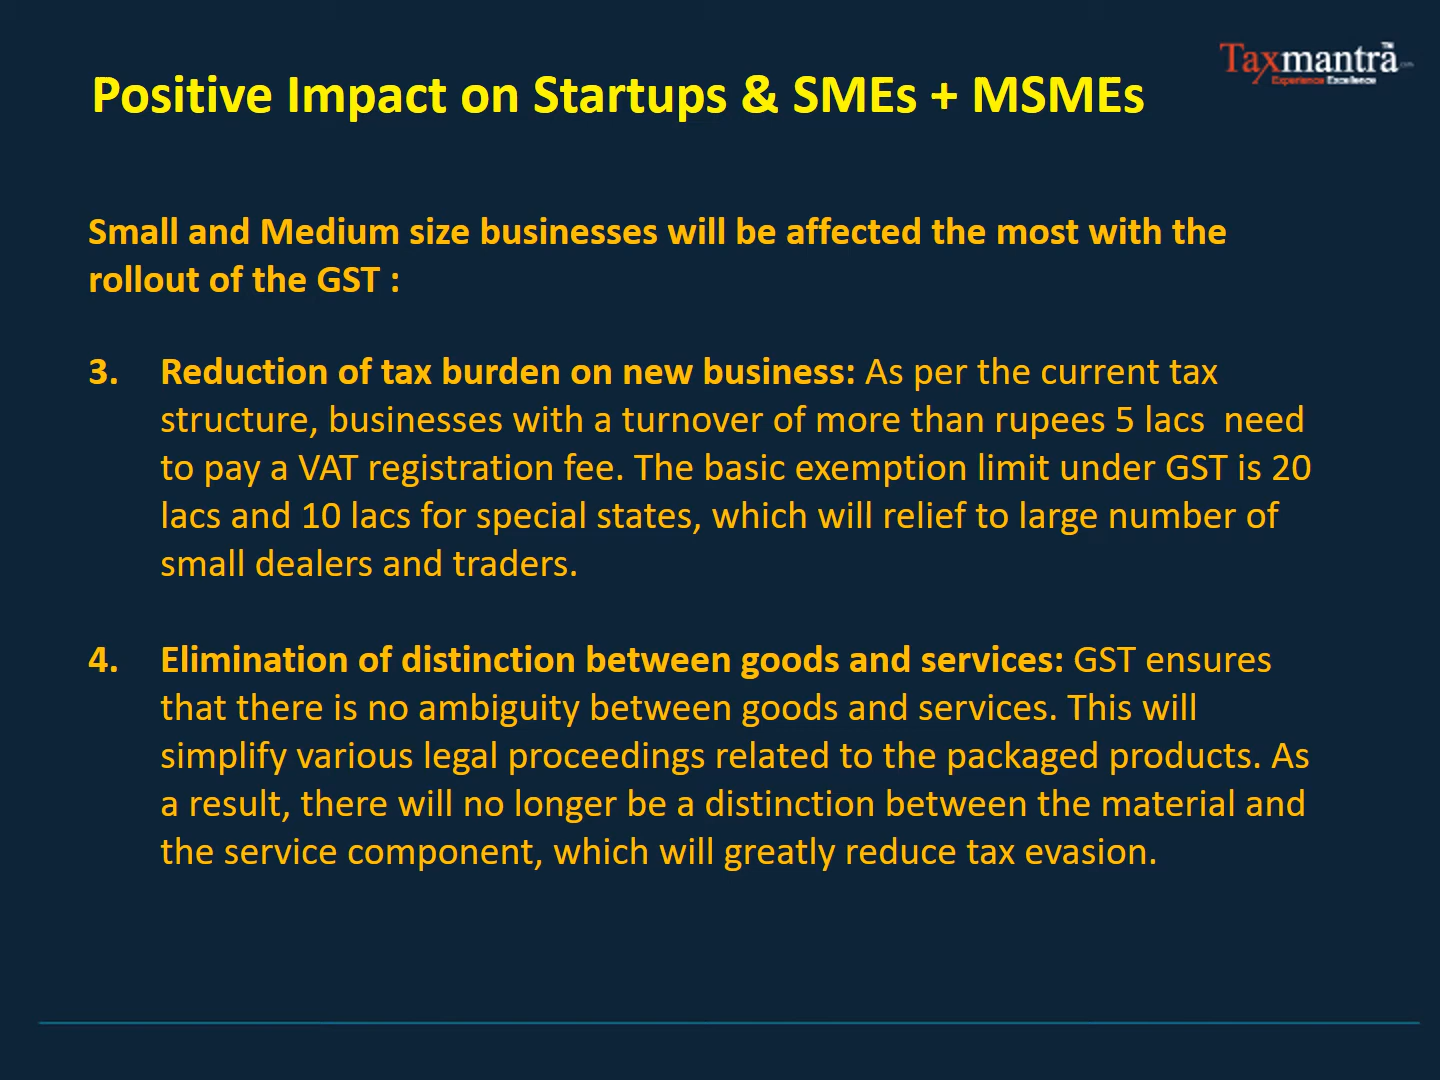 Taxmantra
Experience Excellence
Positive Impact on Startups & SMEs + MSMEs
Small and Medium size businesses will be affected the most with the
rollout of the GST :
3. Reduction of tax burden on new business: As per the current tax
structure, businesses with a turnover of more than rupees 5 lacs  need
to pay a VAT registration fee. The basic exemption limit under GST is 20
lacs and 10 lacs for special states, which will relief to large number of
small dealers and traders.
4. Elimination of distinction between goods and services: GST ensures
that there is no ambiguity between goods and services. This will
simplify various legal proceedings related to the packaged products. As
a result, there will no longer be a distinction between the material and
the service component, which will greatly reduce tax evasion.